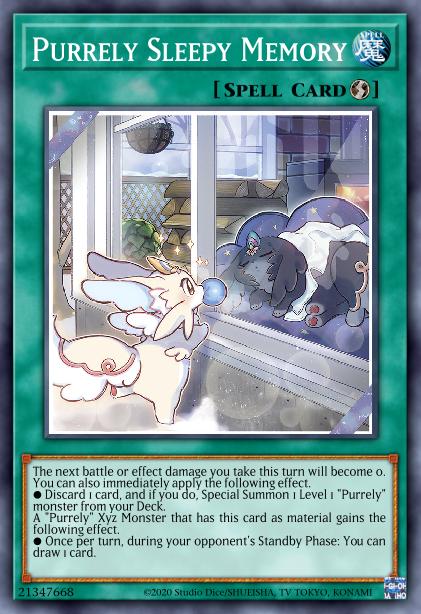 PURRELY SLEEPY MEMORY
SPELL
魔
[SPELL CARD]
The next battle or effect damage you take this turn will become 0.
You can also immediately apply the following effect.
● Discard 1 card, and if you do, Special Summon 1 Level 1 "Purrely"
monster from your Deck.
A "Purrely" Xyz Monster that has this card as material gains the
following effect.
● Once per turn, during your opponent's Standby Phase: You can
draw 1 card.
21347668
©2020 Studio Dice/SHUEISHA, TV TOKYO, KONAMI